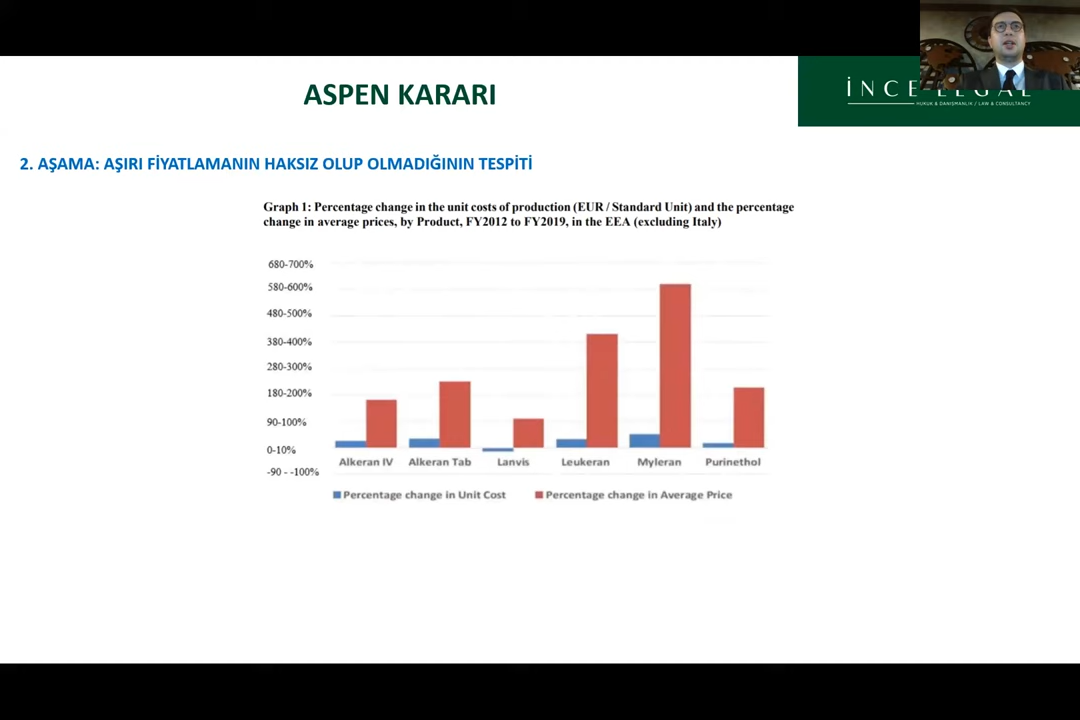 ASPEN KARARI
HUKUK & DANIŞMANLIK / LAW & CONSULTANCY
2. AŞAMA: AŞIRI FİYATLAMANIN HAKSIZ OLUP OLMADIĞININ TESPİTİ
Graph 1: Percentage change in the unit costs of production (EUR / Standard Unit) and the percentage
change in average prices, by Product, FY2012 to FY2019, in the EEA (excluding Italy)
680-700%
580-600%
480-500%
380-400%
280-300%
180-200%
90-100%
0-10%
-90 - -100%
Alkeran IV Alkeran Tab Lanvis Leukeran Myleran Purinethol
Percentage change in Unit Cost Percentage change in Average Price